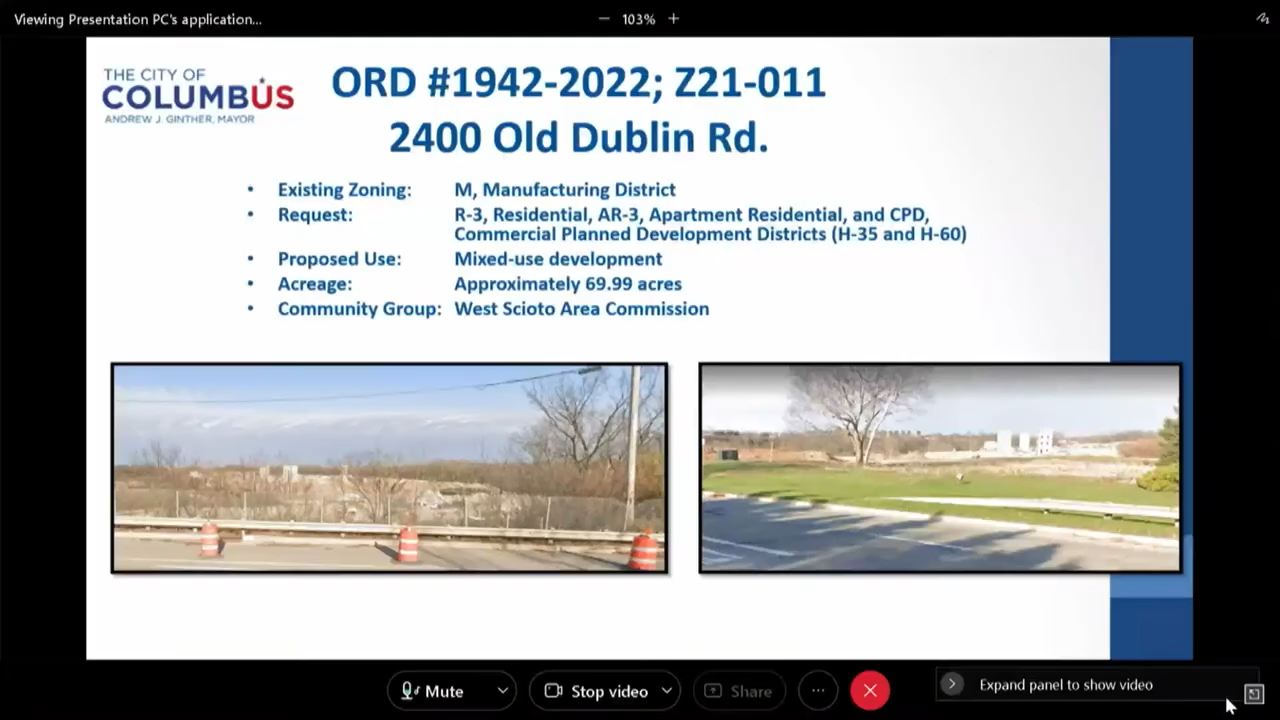 Viewing Presentation PC's application...
103%
THE CITY OF
COLUMBUS
ANDREW J. GINTHER, MAYOR
ORD #1942-2022; Z21-011
2400 Old Dublin Rd.
• Existing Zoning: M, Manufacturing District
• Request: R-3, Residential, AR-3, Apartment Residential, and CPD,
Commercial Planned Development Districts (H-35 and H-60)
• Proposed Use: Mixed-use development
• Acreage: Approximately 69.99 acres
• Community Group: West Scioto Area Commission
Mute
Stop video
Share
Expand panel to show video